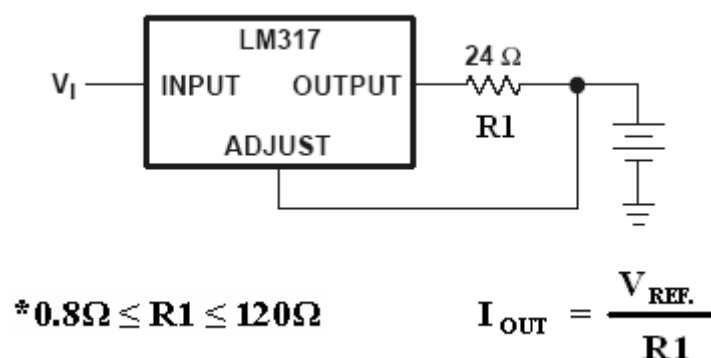 LM317
24 Ω
V_I
INPUT
OUTPUT
R1
ADJUST
*0.8Ω ≤ R1 ≤ 120Ω
I_OUT = V_REF. / R1